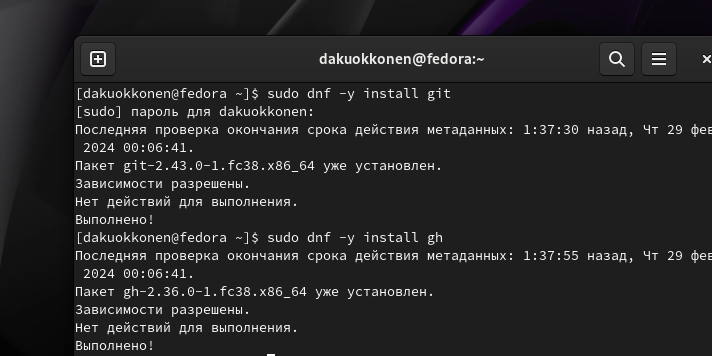 dakuokkonen@fedora:~
[dakuokkonen@fedora ~]$ sudo dnf -y install git
[sudo] пароль для dakuokkonen:
Последняя проверка окончания срока действия метаданных: 1:37:30 назад, Чт 29 фев
2024 00:06:41.
Пакет git-2.43.0-1.fc38.x86_64 уже установлен.
Зависимости разрешены.
Нет действий для выполнения.
Выполнено!
[dakuokkonen@fedora ~]$ sudo dnf -y install gh
Последняя проверка окончания срока действия метаданных: 1:37:55 назад, Чт 29 фев
2024 00:06:41.
Пакет gh-2.36.0-1.fc38.x86_64 уже установлен.
Зависимости разрешены.
Нет действий для выполнения.
Выполнено!